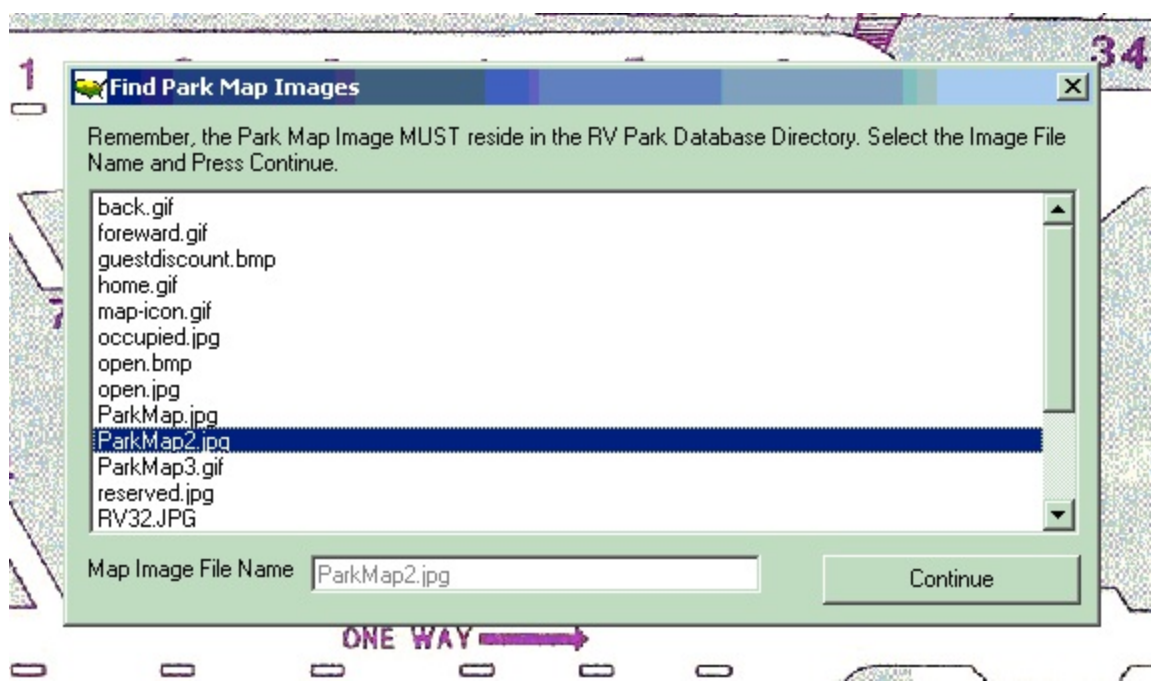 34
1
Find Park Map Images
Remember, the Park Map Image MUST reside in the RV Park Database Directory. Select the Image File
Name and Press Continue.
back.gif
foreward.gif
guestdiscount.bmp
home.gif
map-icon.gif
occupied.jpg
open.bmp
open.jpg
ParkMap.jpg
ParkMap2.jpg
ParkMap3.gif
reserved.jpg
RV32.JPG
Map Image File Name ParkMap2.jpg Continue
ONE WAY